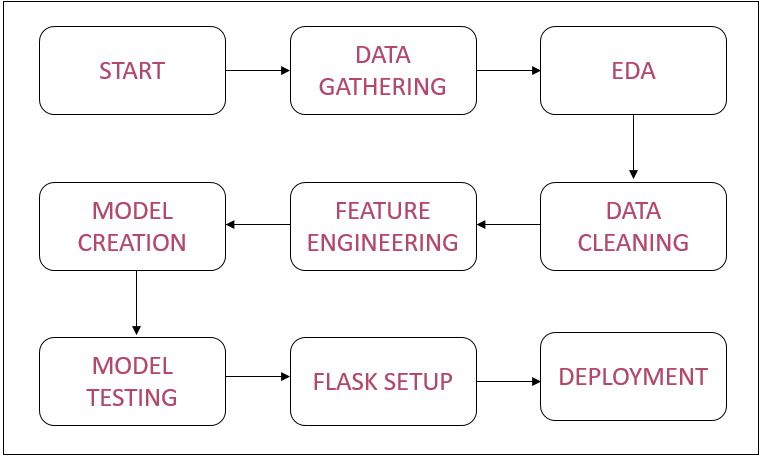 START
DATA
GATHERING
EDA
DATA
CLEANING
FEATURE
ENGINEERING
MODEL
CREATION
MODEL
TESTING
FLASK SETUP
DEPLOYMENT